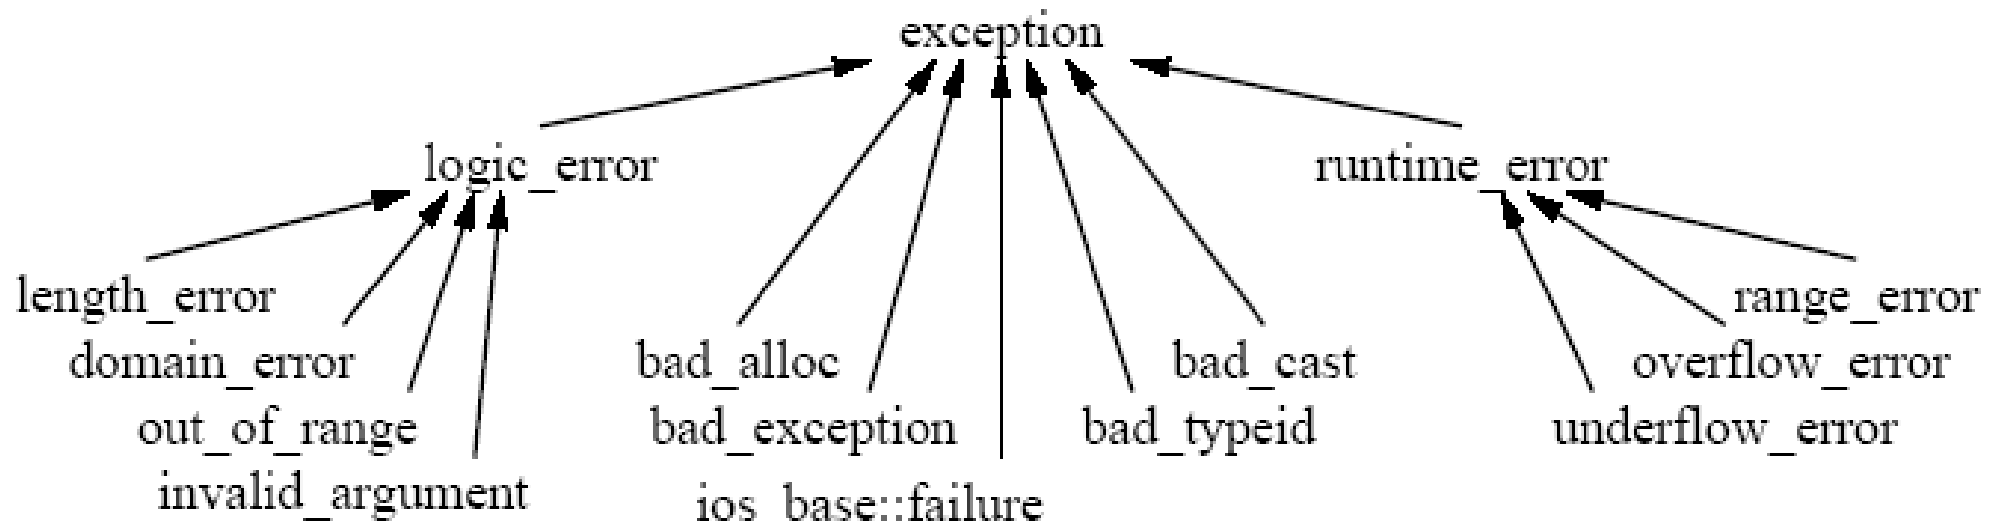 exception
logic_error
runtime_error
length_error
range_error
domain_error
bad_alloc
bad_cast
overflow_error
out_of_range
bad_exception
bad_typeid
underflow_error
invalid_argument
ios_base::failure